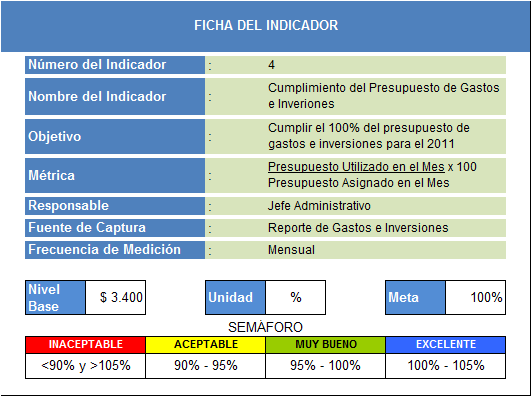 FICHA DEL INDICADOR
Número del Indicador : 4
Nombre del Indicador : Cumplimiento del Presupuesto de Gastos
e Inveriones
Objetivo : Cumplir el 100% del presupuesto de
gastos e inversiones para el 2011
Métrica : Presupuesto Utilizado en el Mes x 100
Presupuesto Asignado en el Mes
Responsable : Jefe Administrativo
Fuente de Captura : Reporte de Gastos e Inversiones
Frecuencia de Medición : Mensual
Nivel
Base $ 3.400 Unidad % Meta 100%
SEMÀFORO
INACEPTABLE ACEPTABLE MUY BUENO EXCELENTE
<90% y >105% 90% - 95% 95% - 100% 100% - 105%